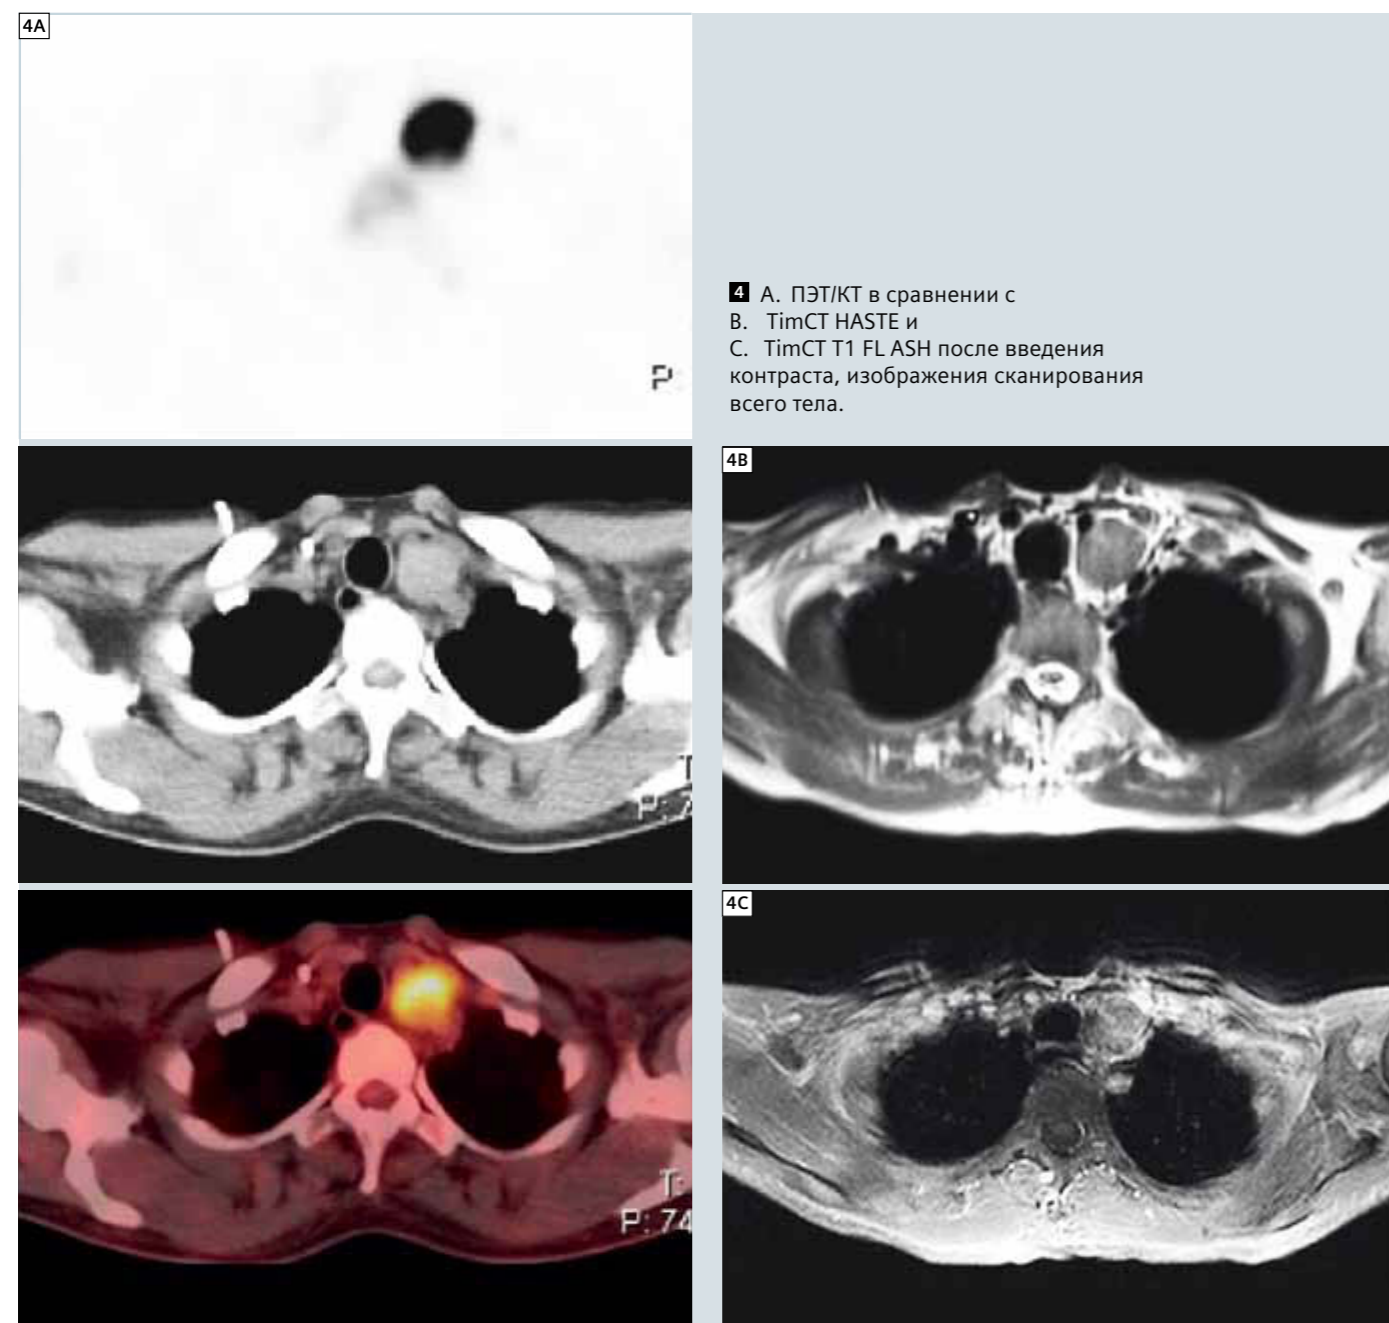 4A
P
4 A. ПЭТ/КТ в сравнении с
B. TimCT HASTE и
C. TimCT T1 FL ASH после введения
контраста, изображения сканирования
всего тела.
4B
P:
T:
P: 74
4C